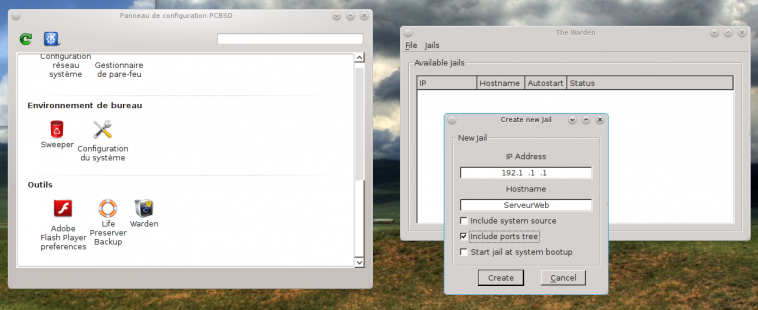 Panneau de configuration PCBSD
Configuration
réseau
système
Gestionnaire
de pare-feu
Environnement de bureau
Sweeper
Configuration
du système
Outils
Adobe
Flash Player
preferences
Life
Preserver
Backup
Warden
The Warden
File Jails
Available Jails
IP Hostname Autostart Status
Create new Jail
New Jail
IP Address
192.1 .1 .1
Hostname
ServeurWeb
Include system source
Include ports tree
Start jail at system bootup
Create Cancel